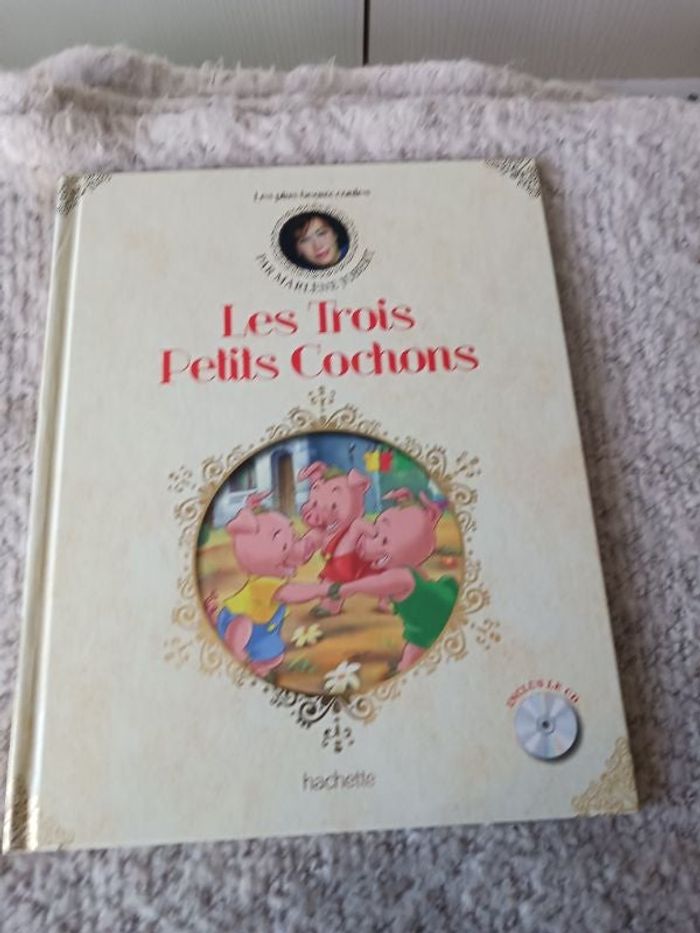 Les plus beaux contes
PAR MARLÈNE JOBERT
Les Trois
Petits Cochons
INCLUS LE CD
hachette